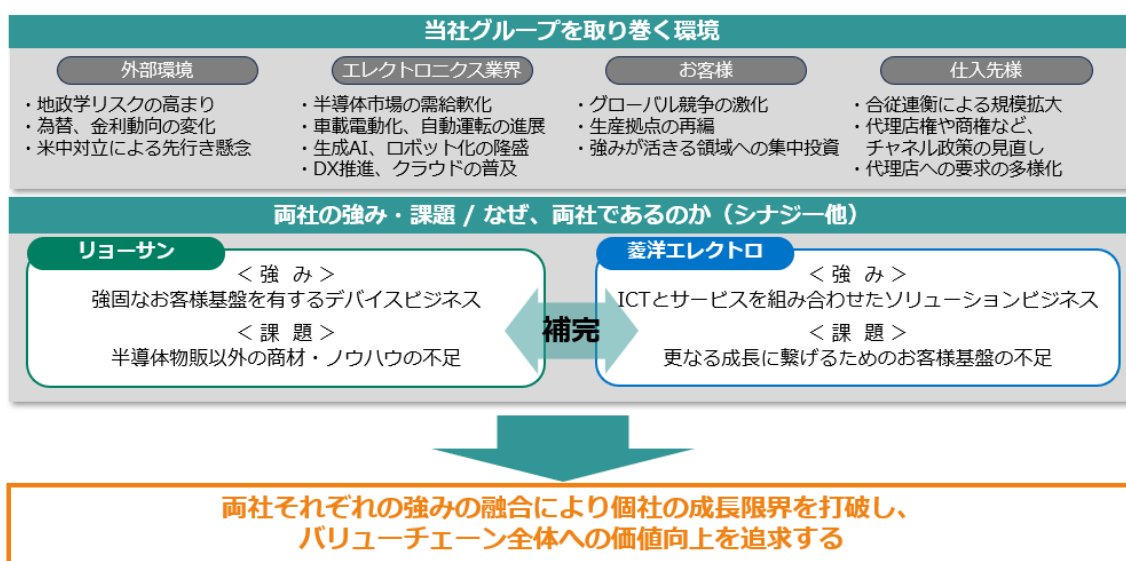 当社グループを取り巻く環境
外部環境
・地政学リスクの高まり
・為替、金利動向の変化
・米中対立による先行き懸念
エレクトロニクス業界
・半導体市場の需給軟化
・車載電動化、自動運転の進展
・生成AI、ロボット化の隆盛
・DX推進、クラウドの普及
お客様
・グローバル競争の激化
・生産拠点の再編
・強みが活きる領域への集中投資
仕入先様
・合従連衡による規模拡大
・代理店権や商権など、
チャネル政策の見直し
・代理店への要求の多様化
両社の強み・課題 / なぜ、両社であるのか（シナジー他）
リョーサン
＜強 み＞
強固なお客様基盤を有するデバイスビジネス
＜課 題＞
半導体物販以外の商材・ノウハウの不足
補完
菱洋エレクトロ
＜強 み＞
ICTとサービスを組み合わせたソリューションビジネス
＜課 題＞
更なる成長に繋げるためのお客様基盤の不足
両社それぞれの強みの融合により個社の成長限界を打破し、
バリューチェーン全体への価値向上を追求する